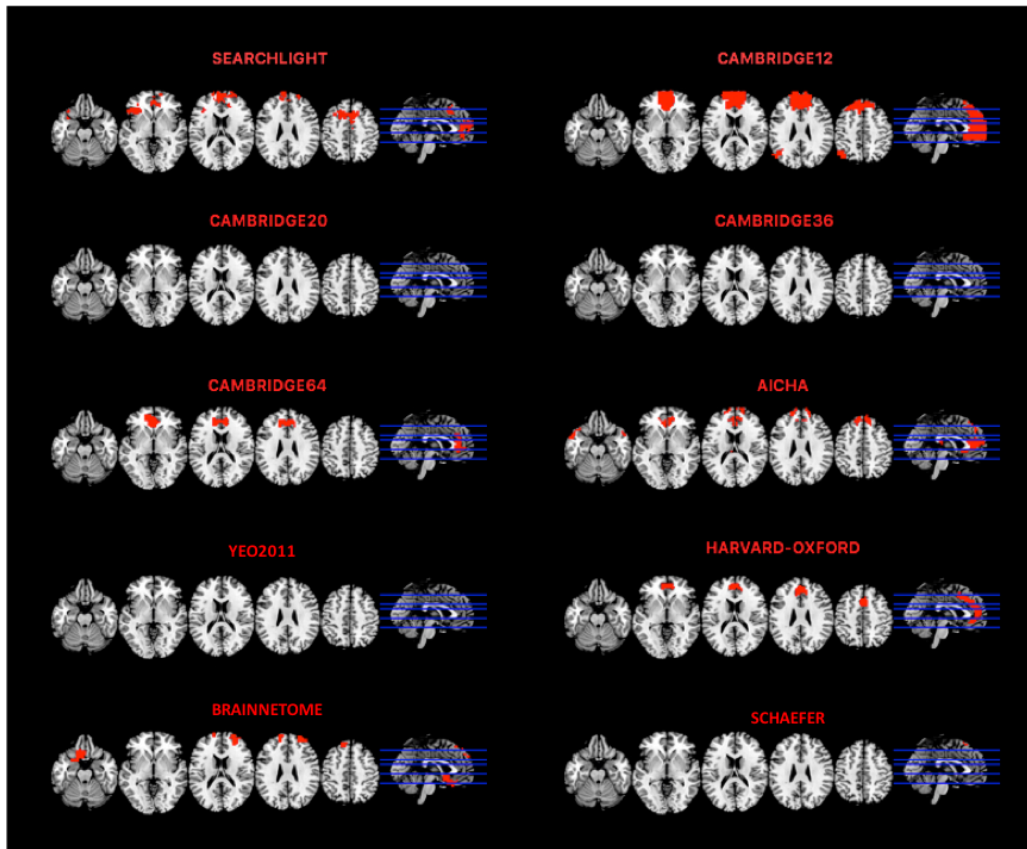 SEARCHLIGHT
CAMBRIDGE12
CAMBRIDGE20
CAMBRIDGE36
CAMBRIDGE64
AICHA
YEO2011
HARVARD-OXFORD
BRAINNETOME
SCHAEFER